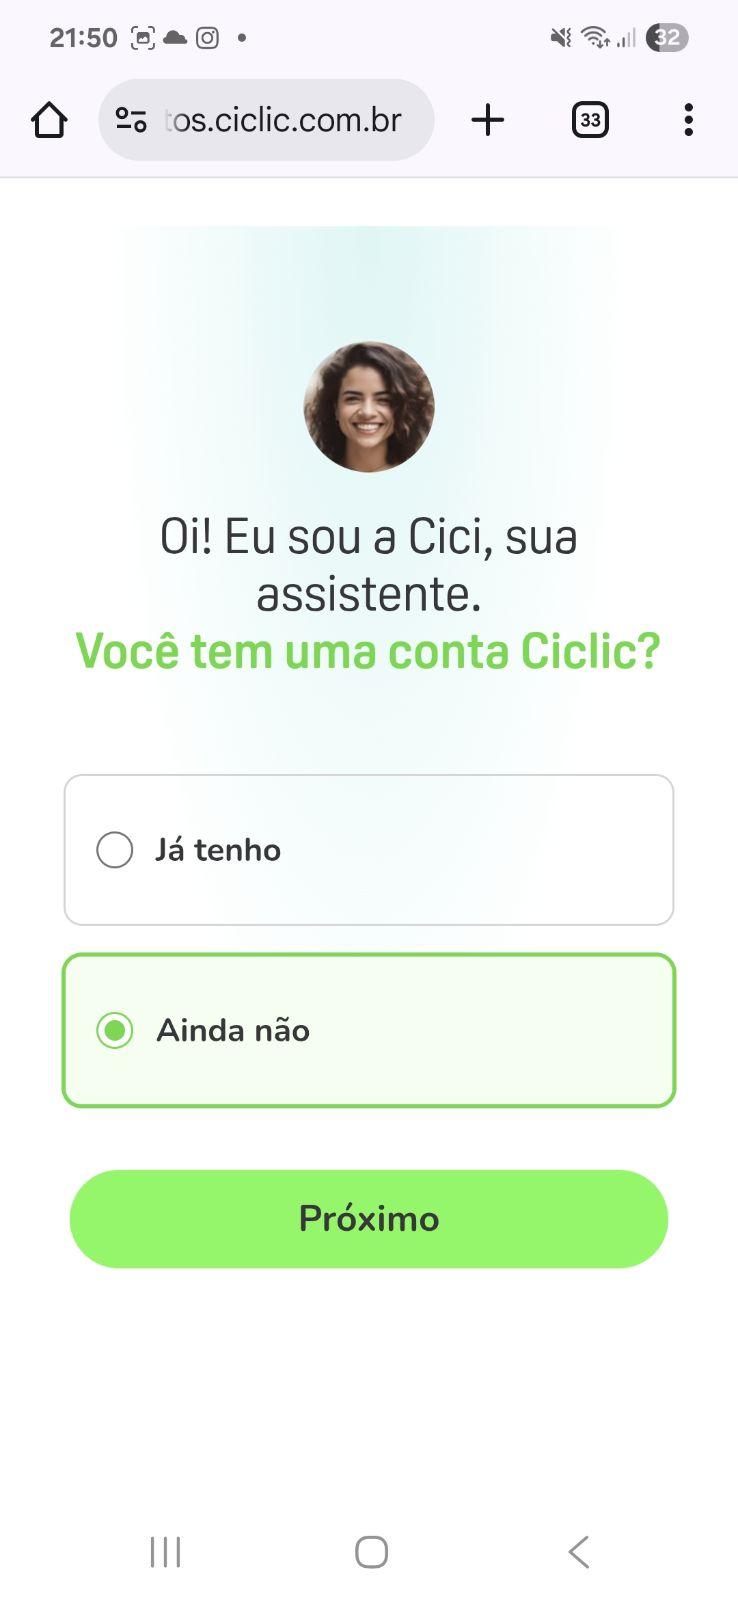 21:50
32
tos.ciclic.com.br
33
Oi! Eu sou a Cici, sua
assistente.
Você tem uma conta Ciclic?
Já tenho
Ainda não
Próximo